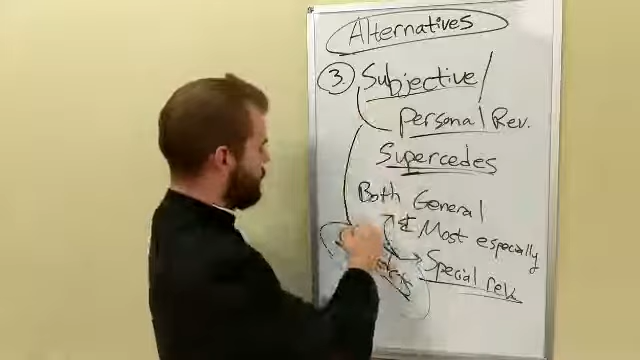 Alternatives
3. Subjective/
Personal Rev.
Supercedes
Both General
& Most especially
Special rev.